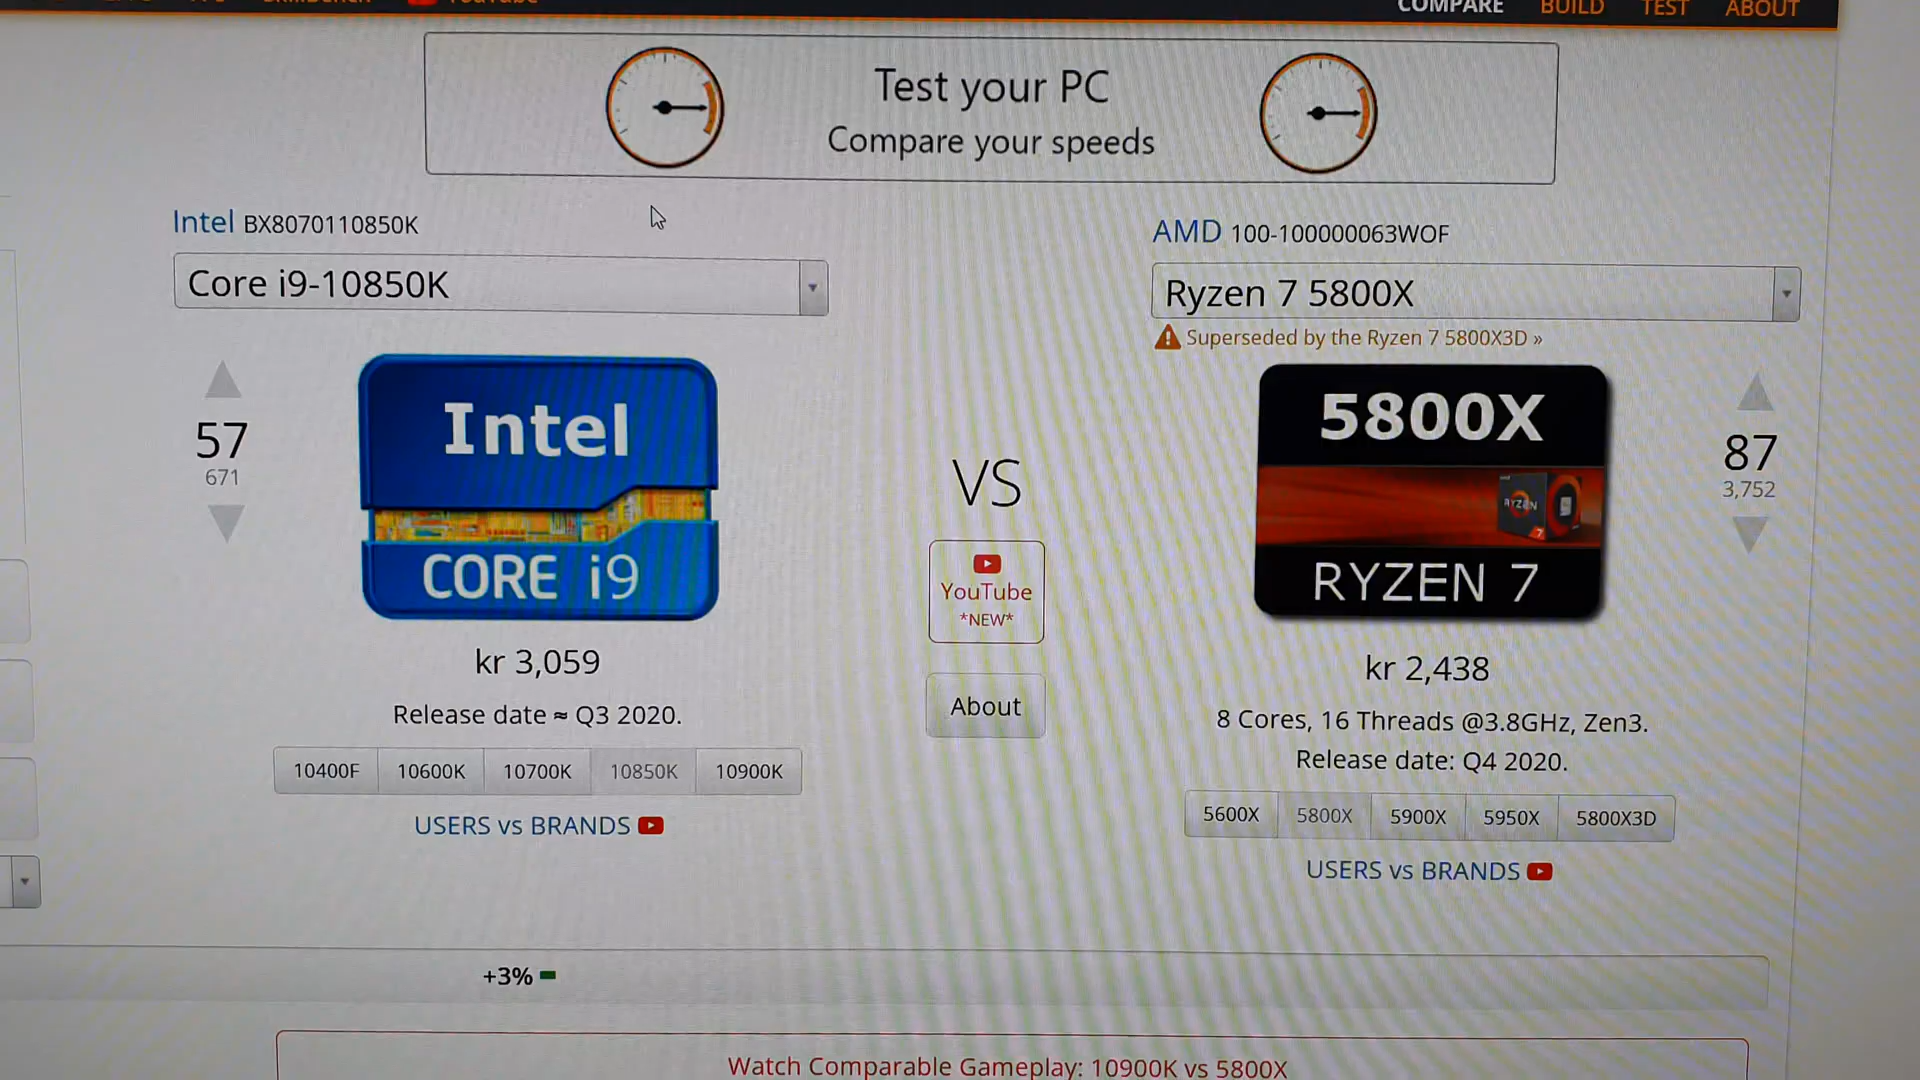 YouTube
COMPARE BUILD TEST ABOUT
Test your PC
Compare your speeds
Intel BX8070110850K
Core i9-10850K
57
671
Intel
CORE i9
kr 3,059
Release date ≈ Q3 2020.
10400F 10600K 10700K 10850K 10900K
USERS vs BRANDS
VS
YouTube
*NEW*
About
AMD 100-100000063WOF
Ryzen 7 5800X
Superseded by the Ryzen 7 5800X3D »
5800X
RYZEN
7
RYZEN 7
87
3,752
kr 2,438
8 Cores, 16 Threads @3.8GHz, Zen3.
Release date: Q4 2020.
5600X 5800X 5900X 5950X 5800X3D
USERS vs BRANDS
+3%
Watch Comparable Gameplay: 10900K vs 5800X